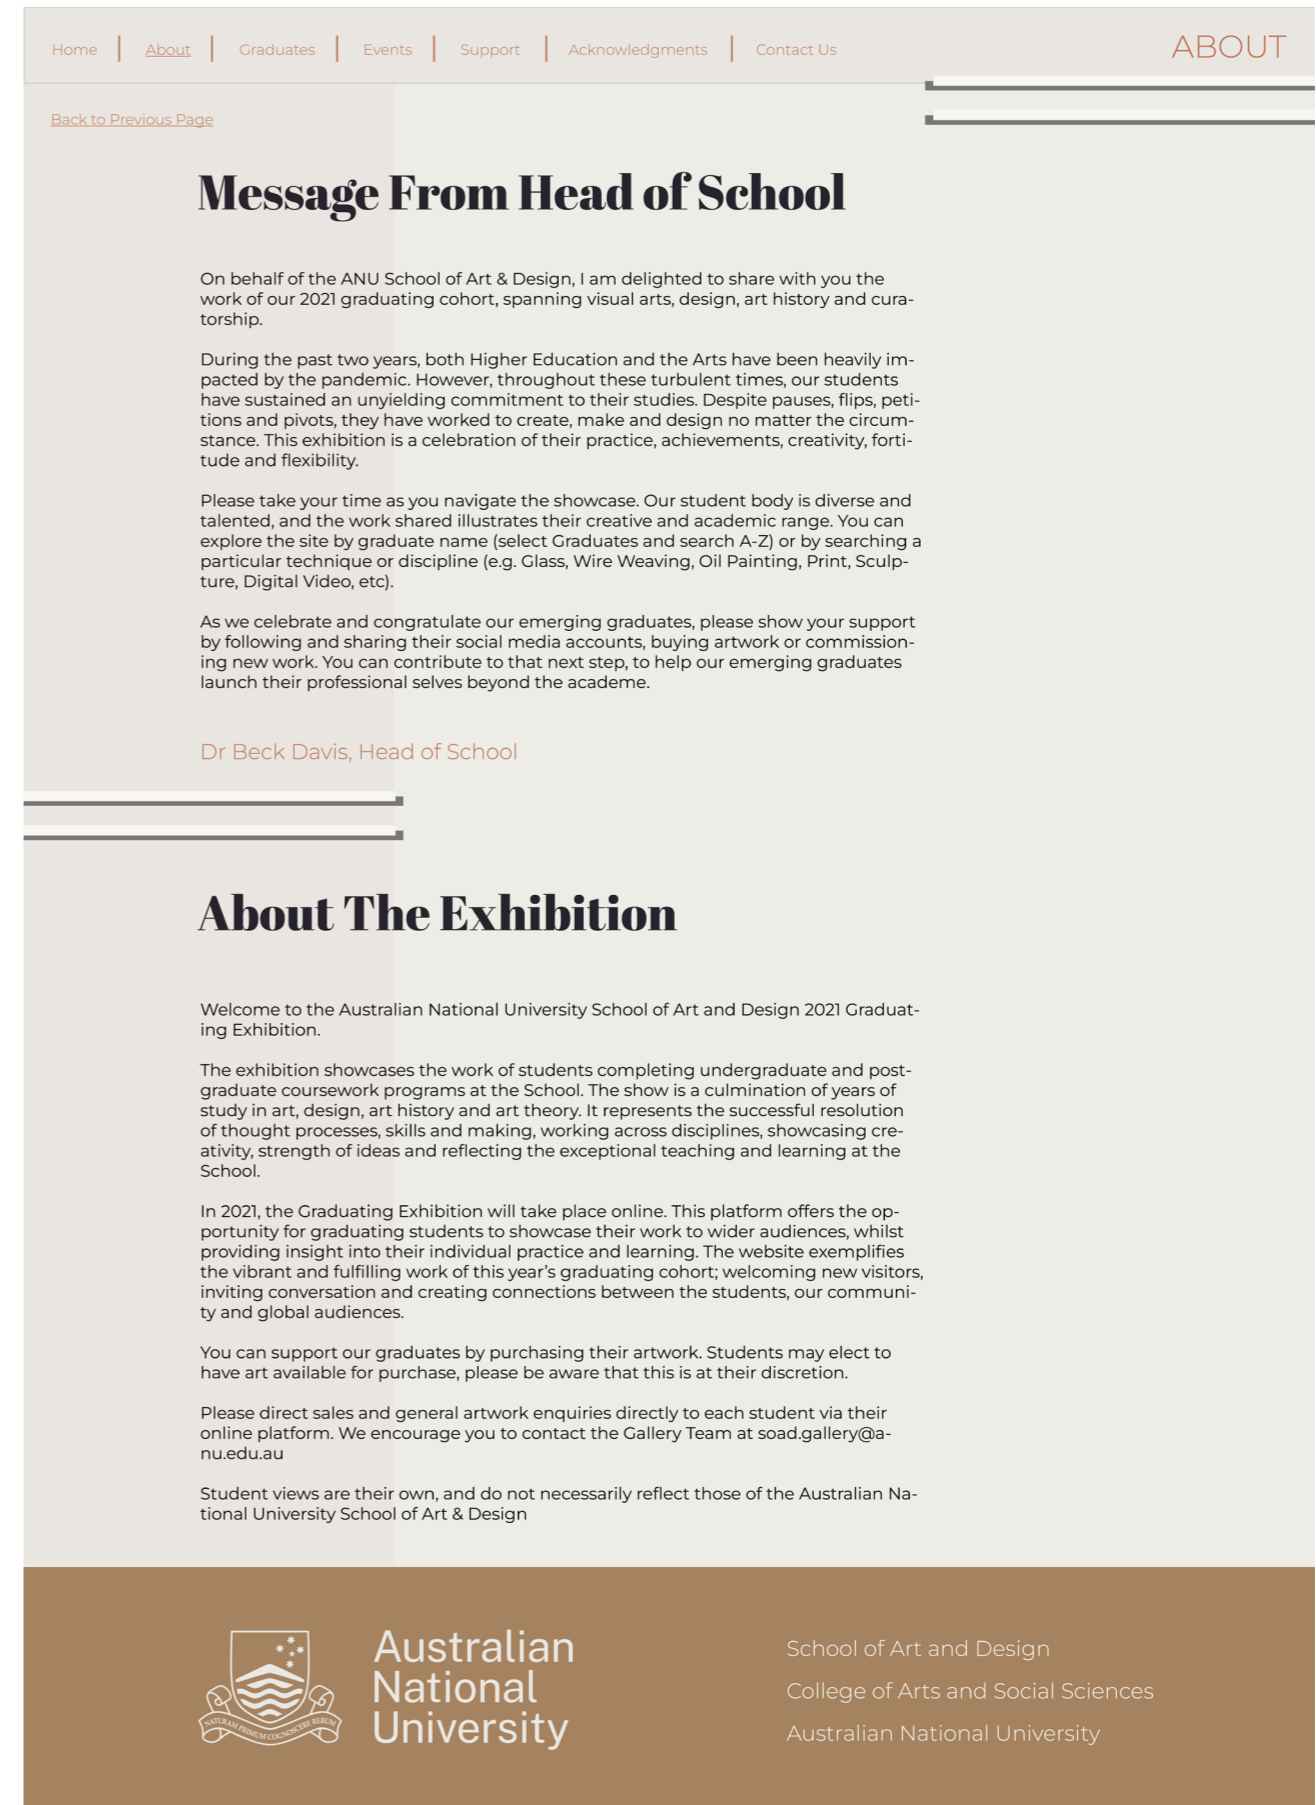 Home | About | Graduates | Events | Support | Acknowledgments | Contact Us
ABOUT
Back to Previous Page
Message From Head of School
On behalf of the ANU School of Art & Design, I am delighted to share with you the
work of our 2021 graduating cohort, spanning visual arts, design, art history and cura-
torship.
During the past two years, both Higher Education and the Arts have been heavily im-
pacted by the pandemic. However, throughout these turbulent times, our students
have sustained an unyielding commitment to their studies. Despite pauses, flips, peti-
tions and pivots, they have worked to create, make and design no matter the circum-
stance. This exhibition is a celebration of their practice, achievements, creativity, forti-
tude and flexibility.
Please take your time as you navigate the showcase. Our student body is diverse and
talented, and the work shared illustrates their creative and academic range. You can
explore the site by graduate name (select Graduates and search A-Z) or by searching a
particular technique or discipline (e.g. Glass, Wire Weaving, Oil Painting, Print, Sculp-
ture, Digital Video, etc).
As we celebrate and congratulate our emerging graduates, please show your support
by following and sharing their social media accounts, buying artwork or commission-
ing new work. You can contribute to that next step, to help our emerging graduates
launch their professional selves beyond the academe.
Dr Beck Davis, Head of School
About The Exhibition
Welcome to the Australian National University School of Art and Design 2021 Graduat-
ing Exhibition.
The exhibition showcases the work of students completing undergraduate and post-
graduate coursework programs at the School. The show is a culmination of years of
study in art, design, art history and art theory. It represents the successful resolution
of thought processes, skills and making, working across disciplines, showcasing cre-
ativity, strength of ideas and reflecting the exceptional teaching and learning at the
School.
In 2021, the Graduating Exhibition will take place online. This platform offers the op-
portunity for graduating students to showcase their work to wider audiences, whilst
providing insight into their individual practice and learning. The website exemplifies
the vibrant and fulfilling work of this year's graduating cohort; welcoming new visitors,
inviting conversation and creating connections between the students, our communi-
ty and global audiences.
You can support our graduates by purchasing their artwork. Students may elect to
have art available for purchase, please be aware that this is at their discretion.
Please direct sales and general artwork enquiries directly to each student via their
online platform. We encourage you to contact the Gallery Team at soad.gallery@a-
nu.edu.au
Student views are their own, and do not necessarily reflect those of the Australian Na-
tional University School of Art & Design
NATURAM PRIMUM COGNOSCERE RERUM
Australian
National
University
School of Art and Design
College of Arts and Social Sciences
Australian National University